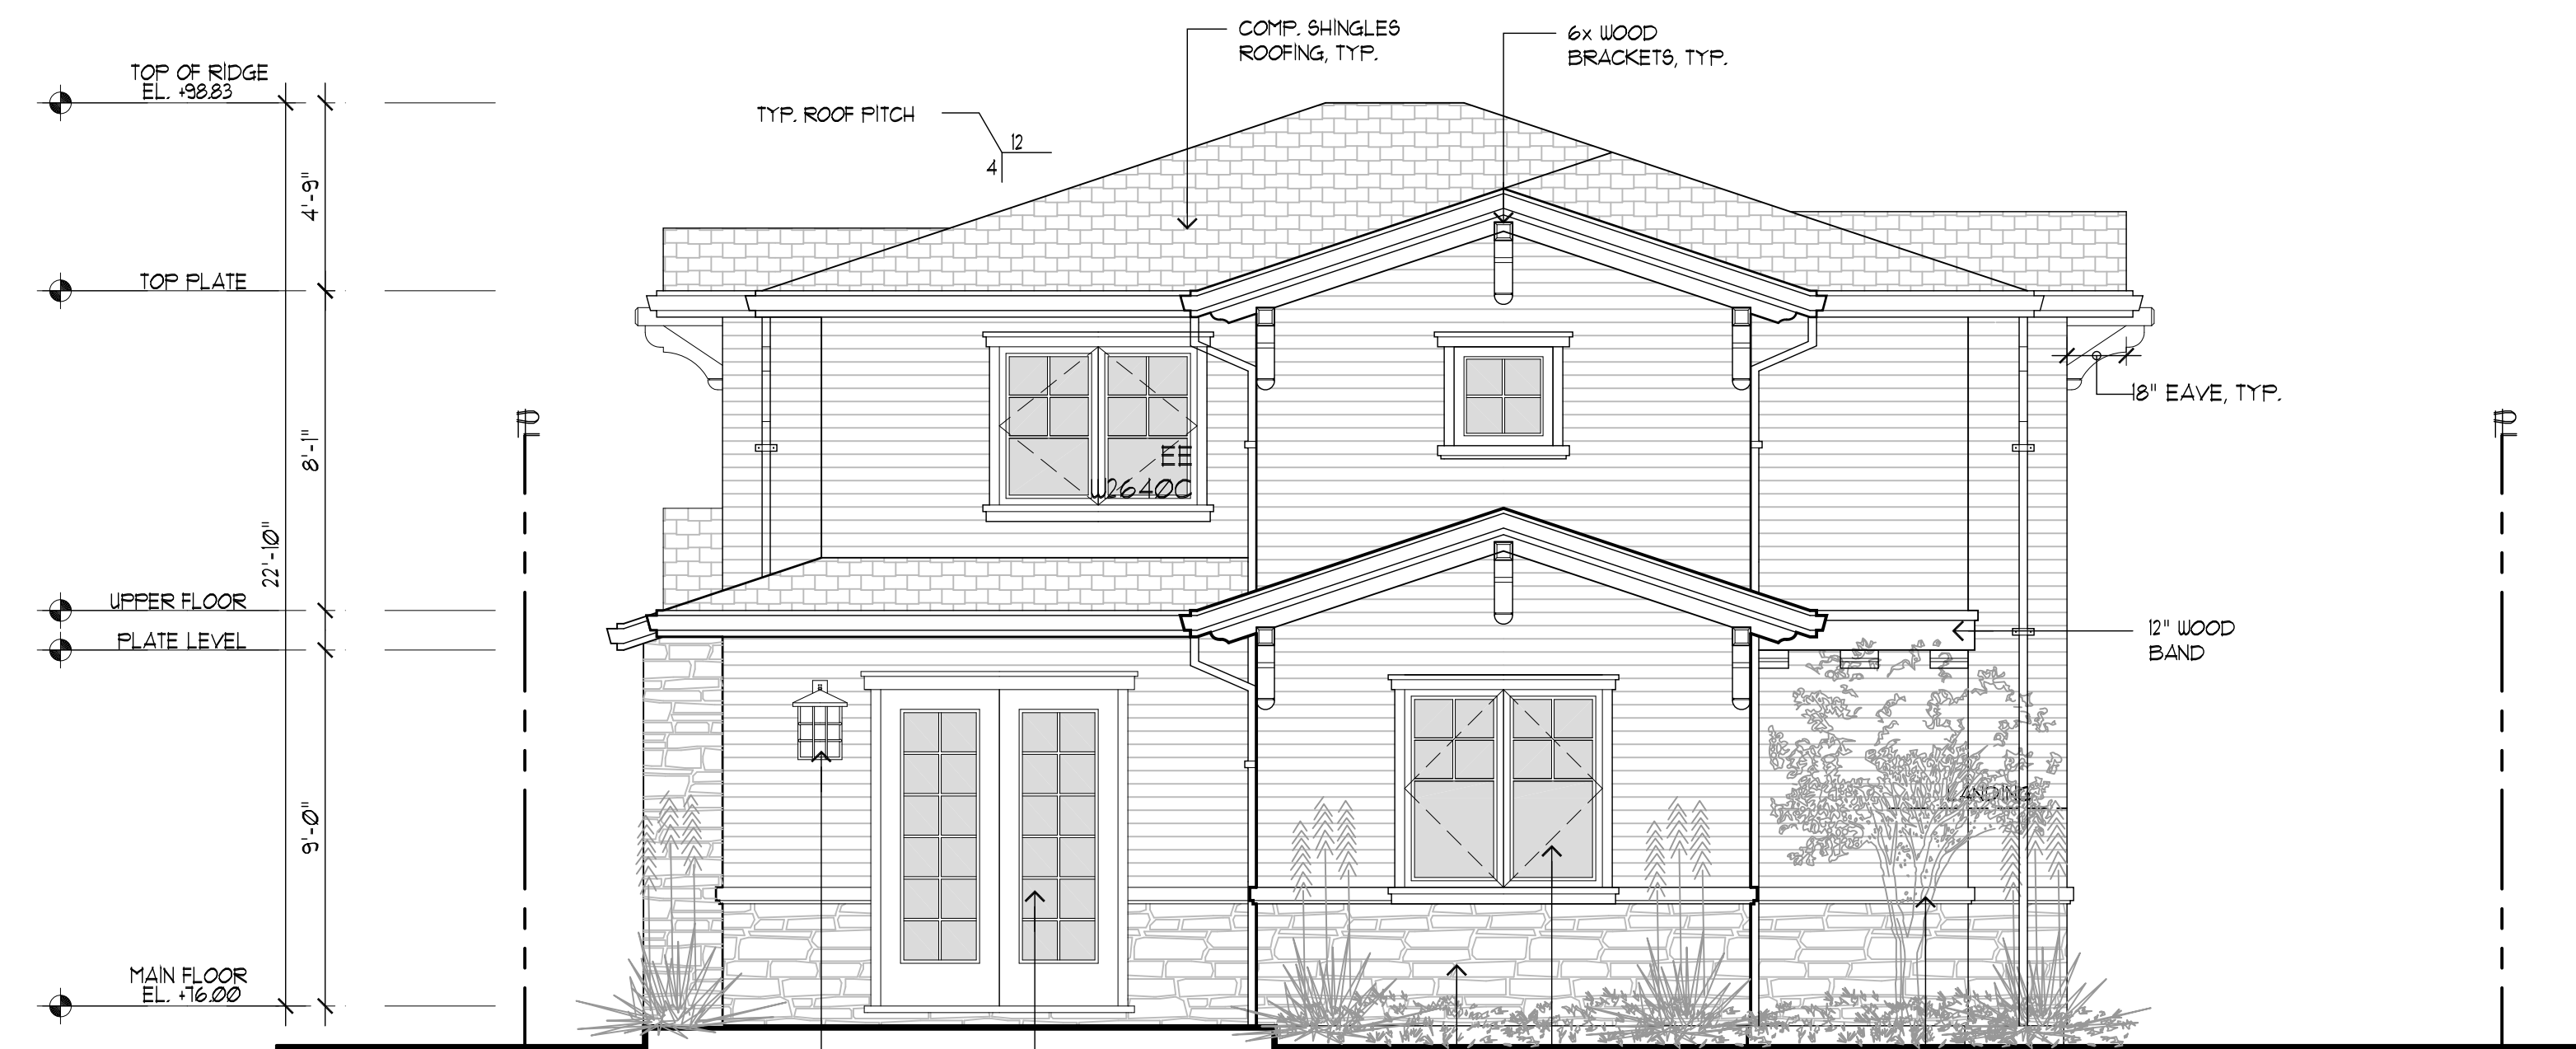 COMP. SHINGLES
ROOFING, TYP.
6x WOOD
BRACKETS, TYP.
TOP OF RIDGE
EL. +98.83
TYP. ROOF PITCH
12
4
4'-9"
TOP PLATE
18" EAVE, TYP.
8'-1"
EE
W2640C
22'-10"
UPPER FLOOR
PLATE LEVEL
12" WOOD
BAND
LANDING
9'-0"
MAIN FLOOR
EL. +76.00